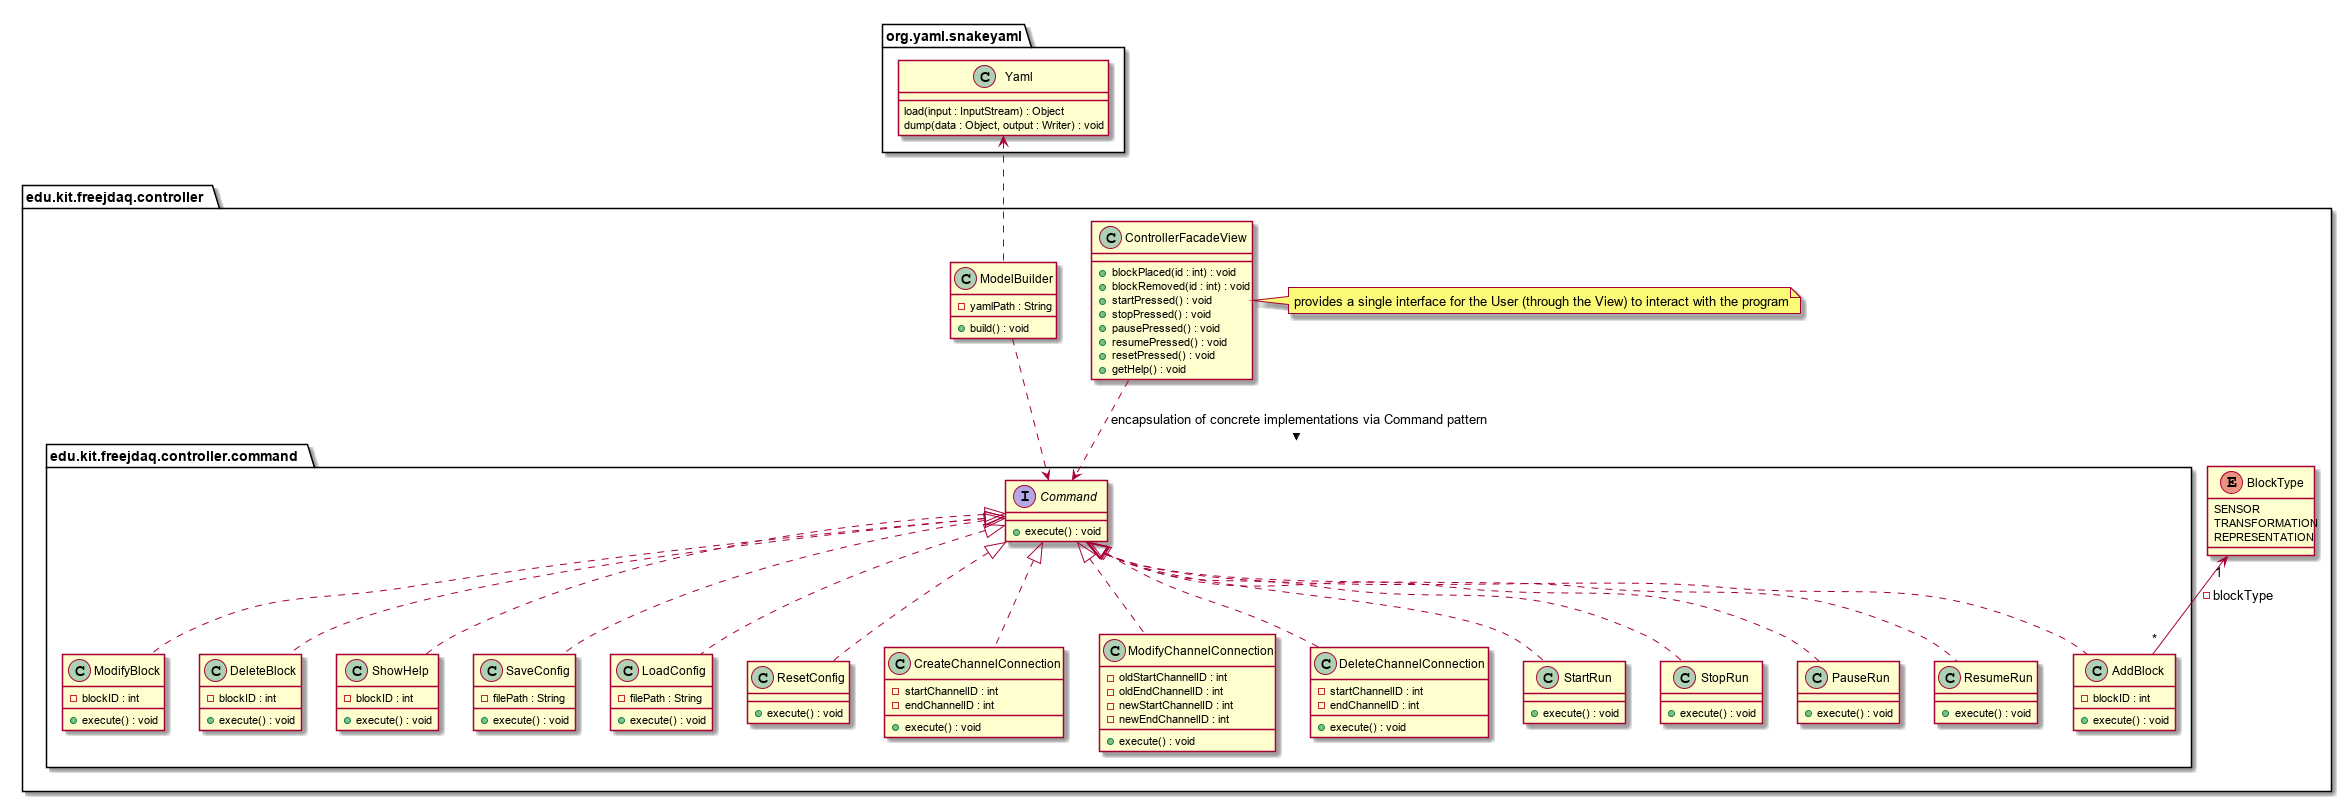 org.yaml.snakeyaml
C Yaml
load(input : InputStream) : Object
dump(data : Object, output : Writer) : void
edu.kit.freejdaq.controller
C ModelBuilder
yamlPath : String
build() : void
C ControllerFacadeView
blockPlaced(id : int) : void
blockRemoved(id : int) : void
startPressed() : void
stopPressed() : void
pausePressed() : void
resumePressed() : void
resetPressed() : void
getHelp() : void
provides a single interface for the User (through the View) to interact with the program
encapsulation of concrete implementations via Command pattern
edu.kit.freejdaq.controller.command
I Command
execute() : void
E BlockType
SENSOR
TRANSFORMATION
REPRESENTATION
1
blockType
*
C ModifyBlock
blockID : int
execute() : void
C DeleteBlock
blockID : int
execute() : void
C ShowHelp
blockID : int
execute() : void
C SaveConfig
filePath : String
execute() : void
C LoadConfig
filePath : String
execute() : void
C ResetConfig
execute() : void
C CreateChannelConnection
startChannelID : int
endChannelID : int
execute() : void
C ModifyChannelConnection
oldStartChannelID : int
oldEndChannelID : int
newStartChannelID : int
newEndChannelID : int
execute() : void
C DeleteChannelConnection
startChannelID : int
endChannelID : int
execute() : void
C StartRun
execute() : void
C StopRun
execute() : void
C PauseRun
execute() : void
C ResumeRun
execute() : void
C AddBlock
blockID : int
execute() : void